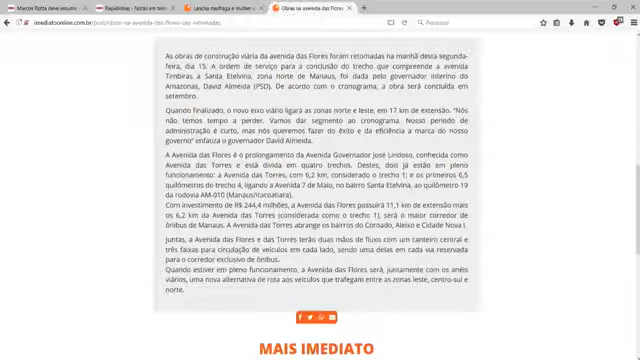 Marcos Rotta deve assumi
Rapidinhas - Notas em tem
Lancha naufraga e mulher
Obras na avenida das Flores
imediatoonline.com.br/post/obras-na-avenida-das-flores-sao-retomadas
Pesquisar
As obras de construção viária da avenida das Flores foram retomadas na manhã desta segunda-
feira, dia 15. A ordem de serviço para a conclusão do trecho que compreende a avenida
Timbiras a Santa Etelvina, zona norte de Manaus, foi dada pelo governador interino do
Amazonas, David Almeida (PSD). De acordo com o cronograma, a obra será concluída em
setembro.
Quando finalizado, o novo eixo viário ligará as zonas norte e leste, em 17 km de extensão. “Nós
não temos tempo a perder. Vamos dar segmento ao cronograma. Nosso período de
administração é curto, mas nós queremos fazer do êxito e da eficiência a marca do nosso
governo” enfatiza o governador David Almeida.
A Avenida das Flores é o prolongamento da Avenida Governador José Lindoso, conhecida como
Avenida das Torres e está divida em quatro trechos. Destes, dois já estão em pleno
funcionamento: a Avenida das Torres, com 6,2 km, considerado o trecho 1; e os primeiros 6,5
quilômetros do trecho 4, ligando a Avenida 7 de Maio, no bairro Santa Etelvina, ao quilômetro 19
da rodovia AM-010 (Manaus/Itacoatiara).
Com investimento de R$ 244,4 milhões, a Avenida das Flores possuirá 11,1 km de extensão mais
os 6,2 km da Avenida das Torres (considerada como o trecho 1); será o maior corredor de
ônibus de Manaus. A Avenida das Torres abrange os bairros do Coroado, Aleixo e Cidade Nova I.
Juntas, a Avenida das Flores e das Torres terão duas mãos de fluxo com um canteiro central e
três faixas para circulação de veículos em cada lado, sendo uma delas em cada via reservada
para o corredor exclusivo de ônibus.
Quando estiver em pleno funcionamento, a Avenida das Flores será, juntamente com os anéis
viários, uma nova alternativa de rota aos veículos que trafegam entre as zonas leste, centro-sul e
norte.
MAIS IMEDIATO